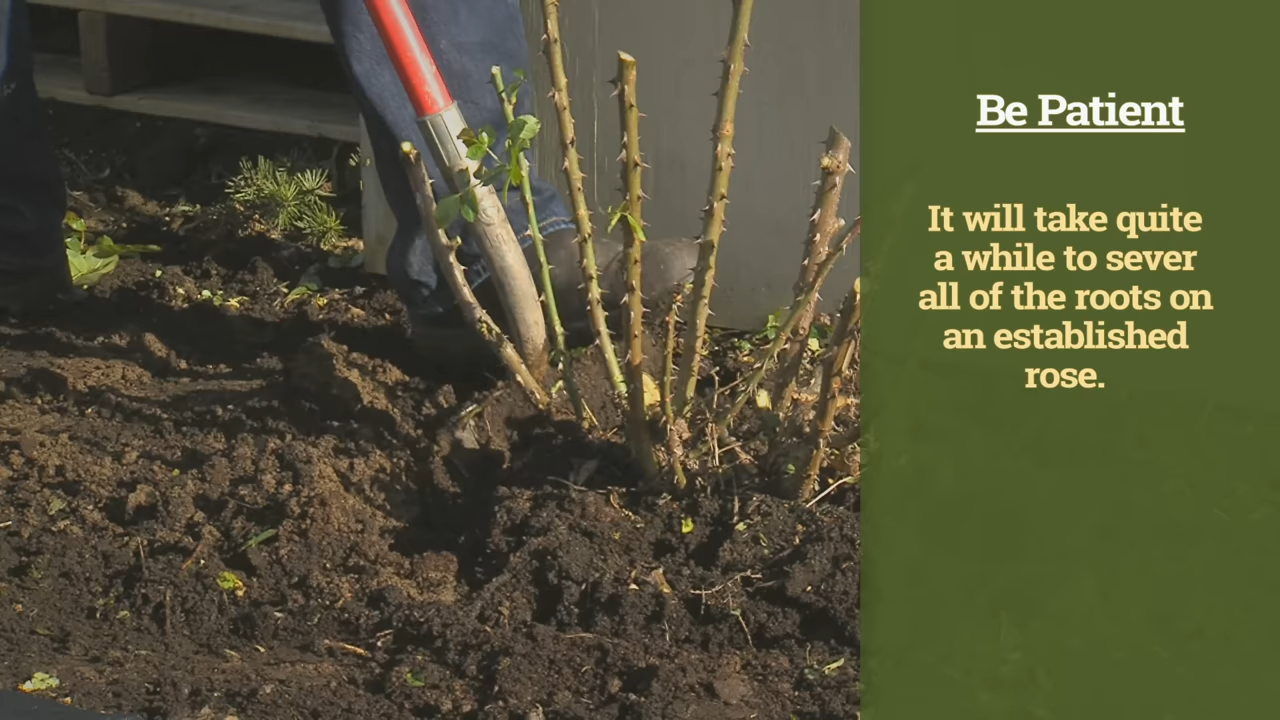 Be Patient
It will take quite
a while to sever
all of the roots on
an established
rose.